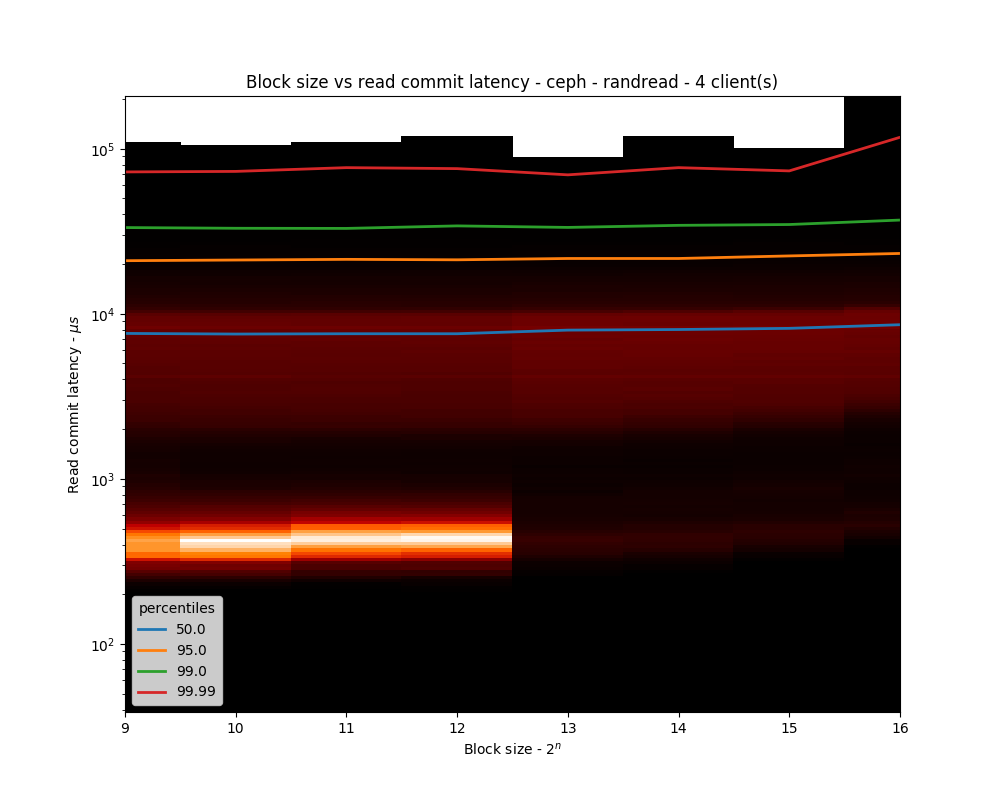 Block size vs read commit latency - ceph - randread - 4 client(s)
Read commit latency - μs
10⁵
10⁴
10³
10²
percentiles
50.0
95.0
99.0
99.99
9 10 11 12 13 14 15 16
Block size - 2ⁿ